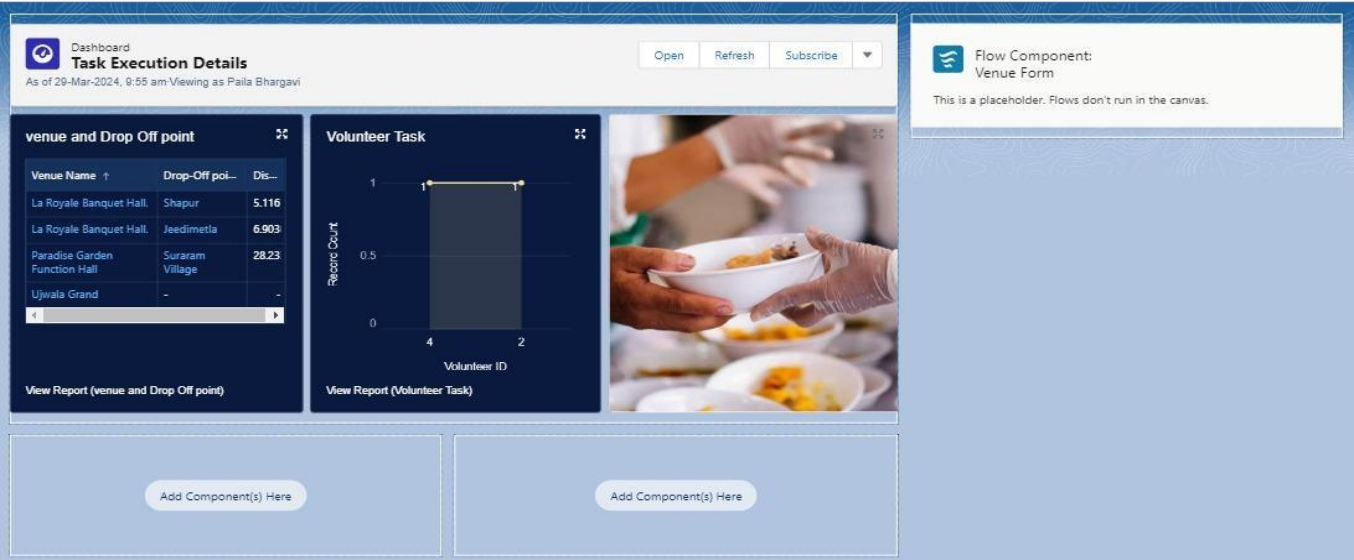 Dashboard
Task Execution Details
As of 29-Mar-2024, 9:55 am·Viewing as Paila Bhargavi
Open Refresh Subscribe
venue and Drop Off point
Venue Name ↑ Drop-Off poi... Dis...
La Royale Banquet Hall. Shapur 5.116
La Royale Banquet Hall. Jeedimetla 6.903
Paradise Garden Function Hall Suraram Village 28.23
Ujwala Grand - -
View Report (venue and Drop Off point)
Volunteer Task
Record Count
1
0.5
0
1 1
4 2
Volunteer ID
View Report (Volunteer Task)
Flow Component:
Venue Form
This is a placeholder. Flows don't run in the canvas.
Add Component(s) Here
Add Component(s) Here